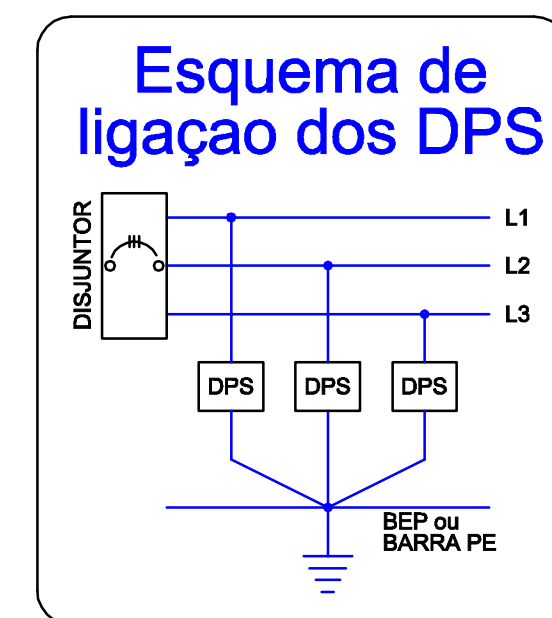 Esquema de
ligaçao dos DPS
DISJUNTOR
L1
L2
L3
DPS DPS DPS
BEP ou
BARRA PE